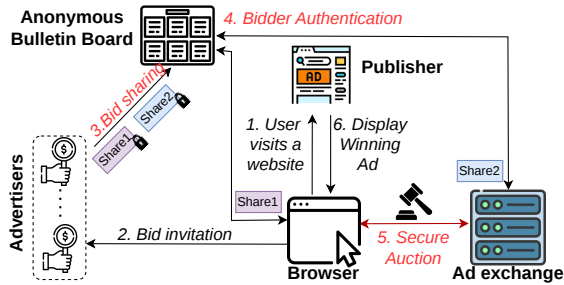 Anonymous
Bulletin Board
4. Bidder Authentication
AD
Publisher
3.Bid sharing
Share2
Share1
1. User
visits a
website
6. Display
Winning
Ad
Advertisers
Share1
Share2
2. Bid invitation
5. Secure
Auction
Browser
Ad exchange